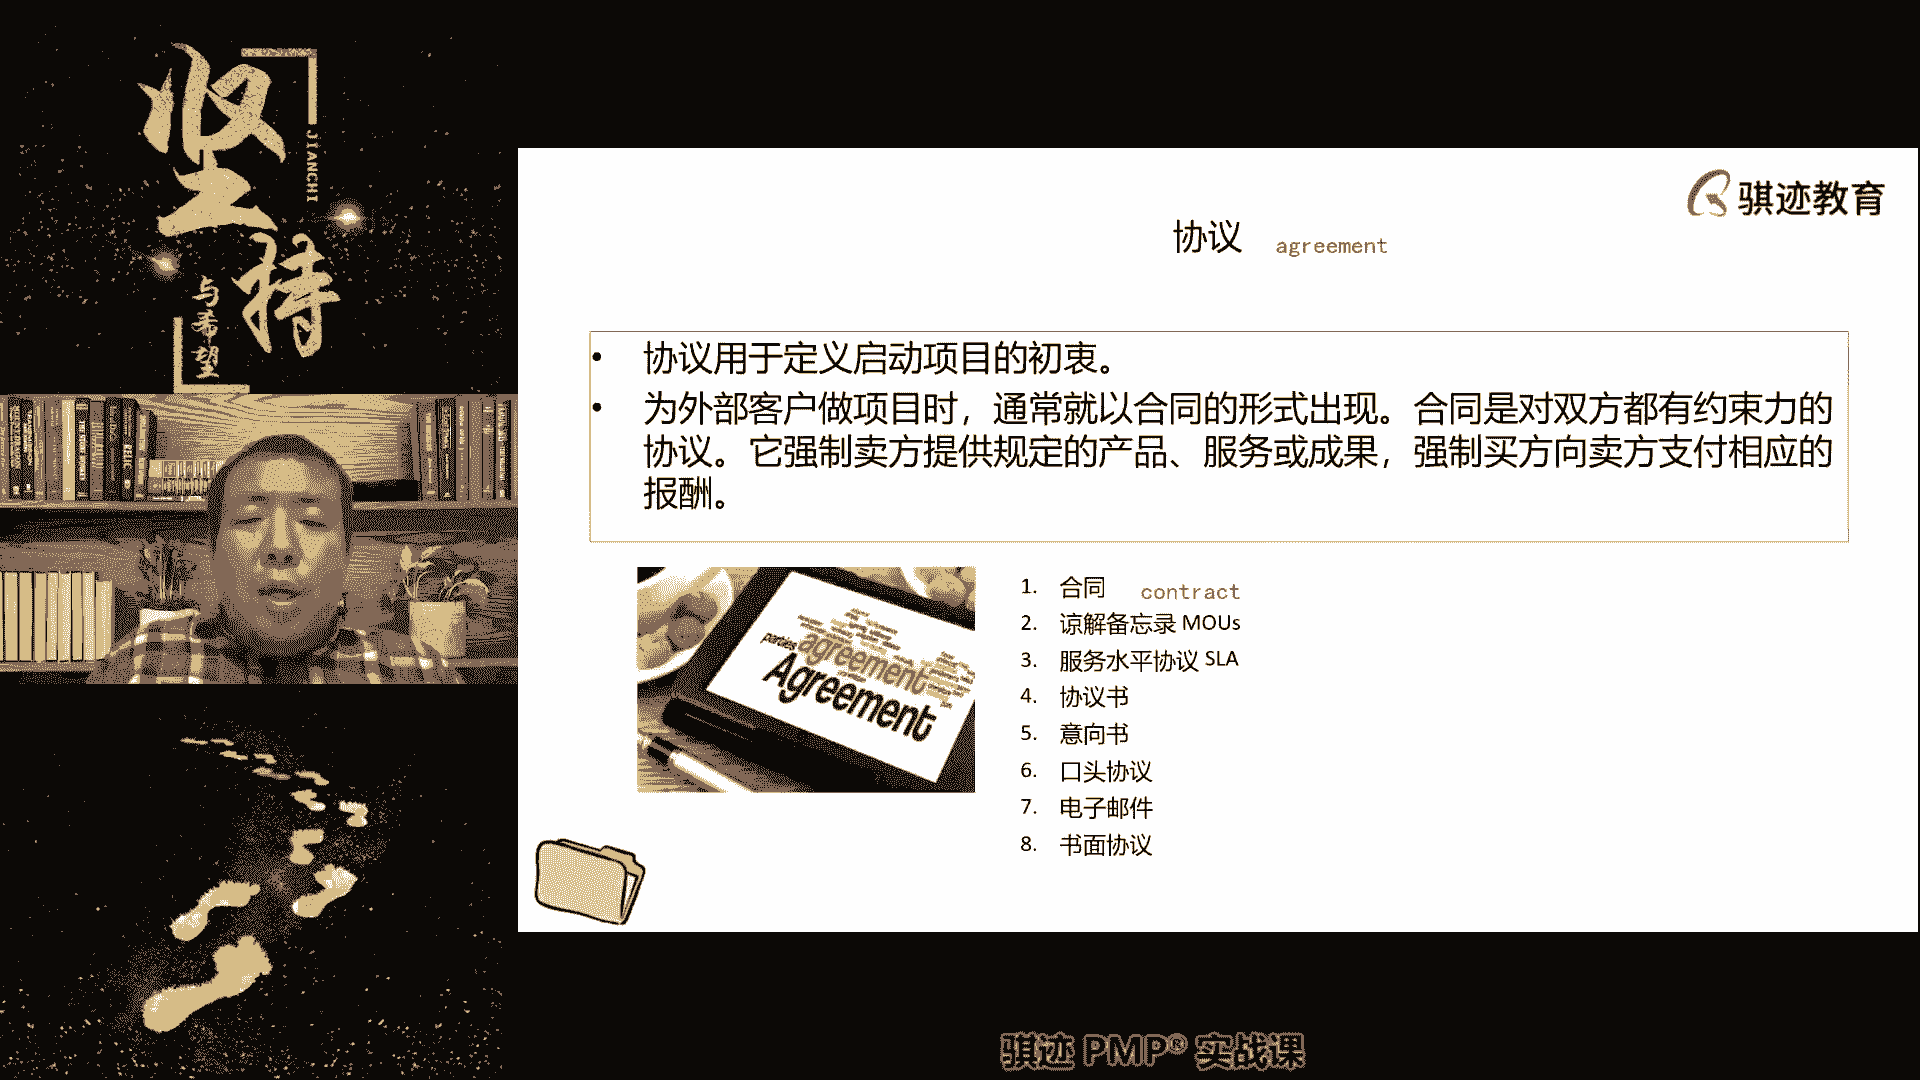 坚持
JIANCHI
与希望
骐迹教育
协议 agreement
• 协议用于定义启动项目的初衷。
• 为外部客户做项目时，通常就以合同的形式出现。合同是对双方都有约束力的
协议。它强制卖方提供规定的产品、服务或成果，强制买方向卖方支付相应的
报酬。
parties
agreement
Agreement
1. 合同 contract
2. 谅解备忘录 MOUs
3. 服务水平协议 SLA
4. 协议书
5. 意向书
6. 口头协议
7. 电子邮件
8. 书面协议
骐迹 PMP® 实战课